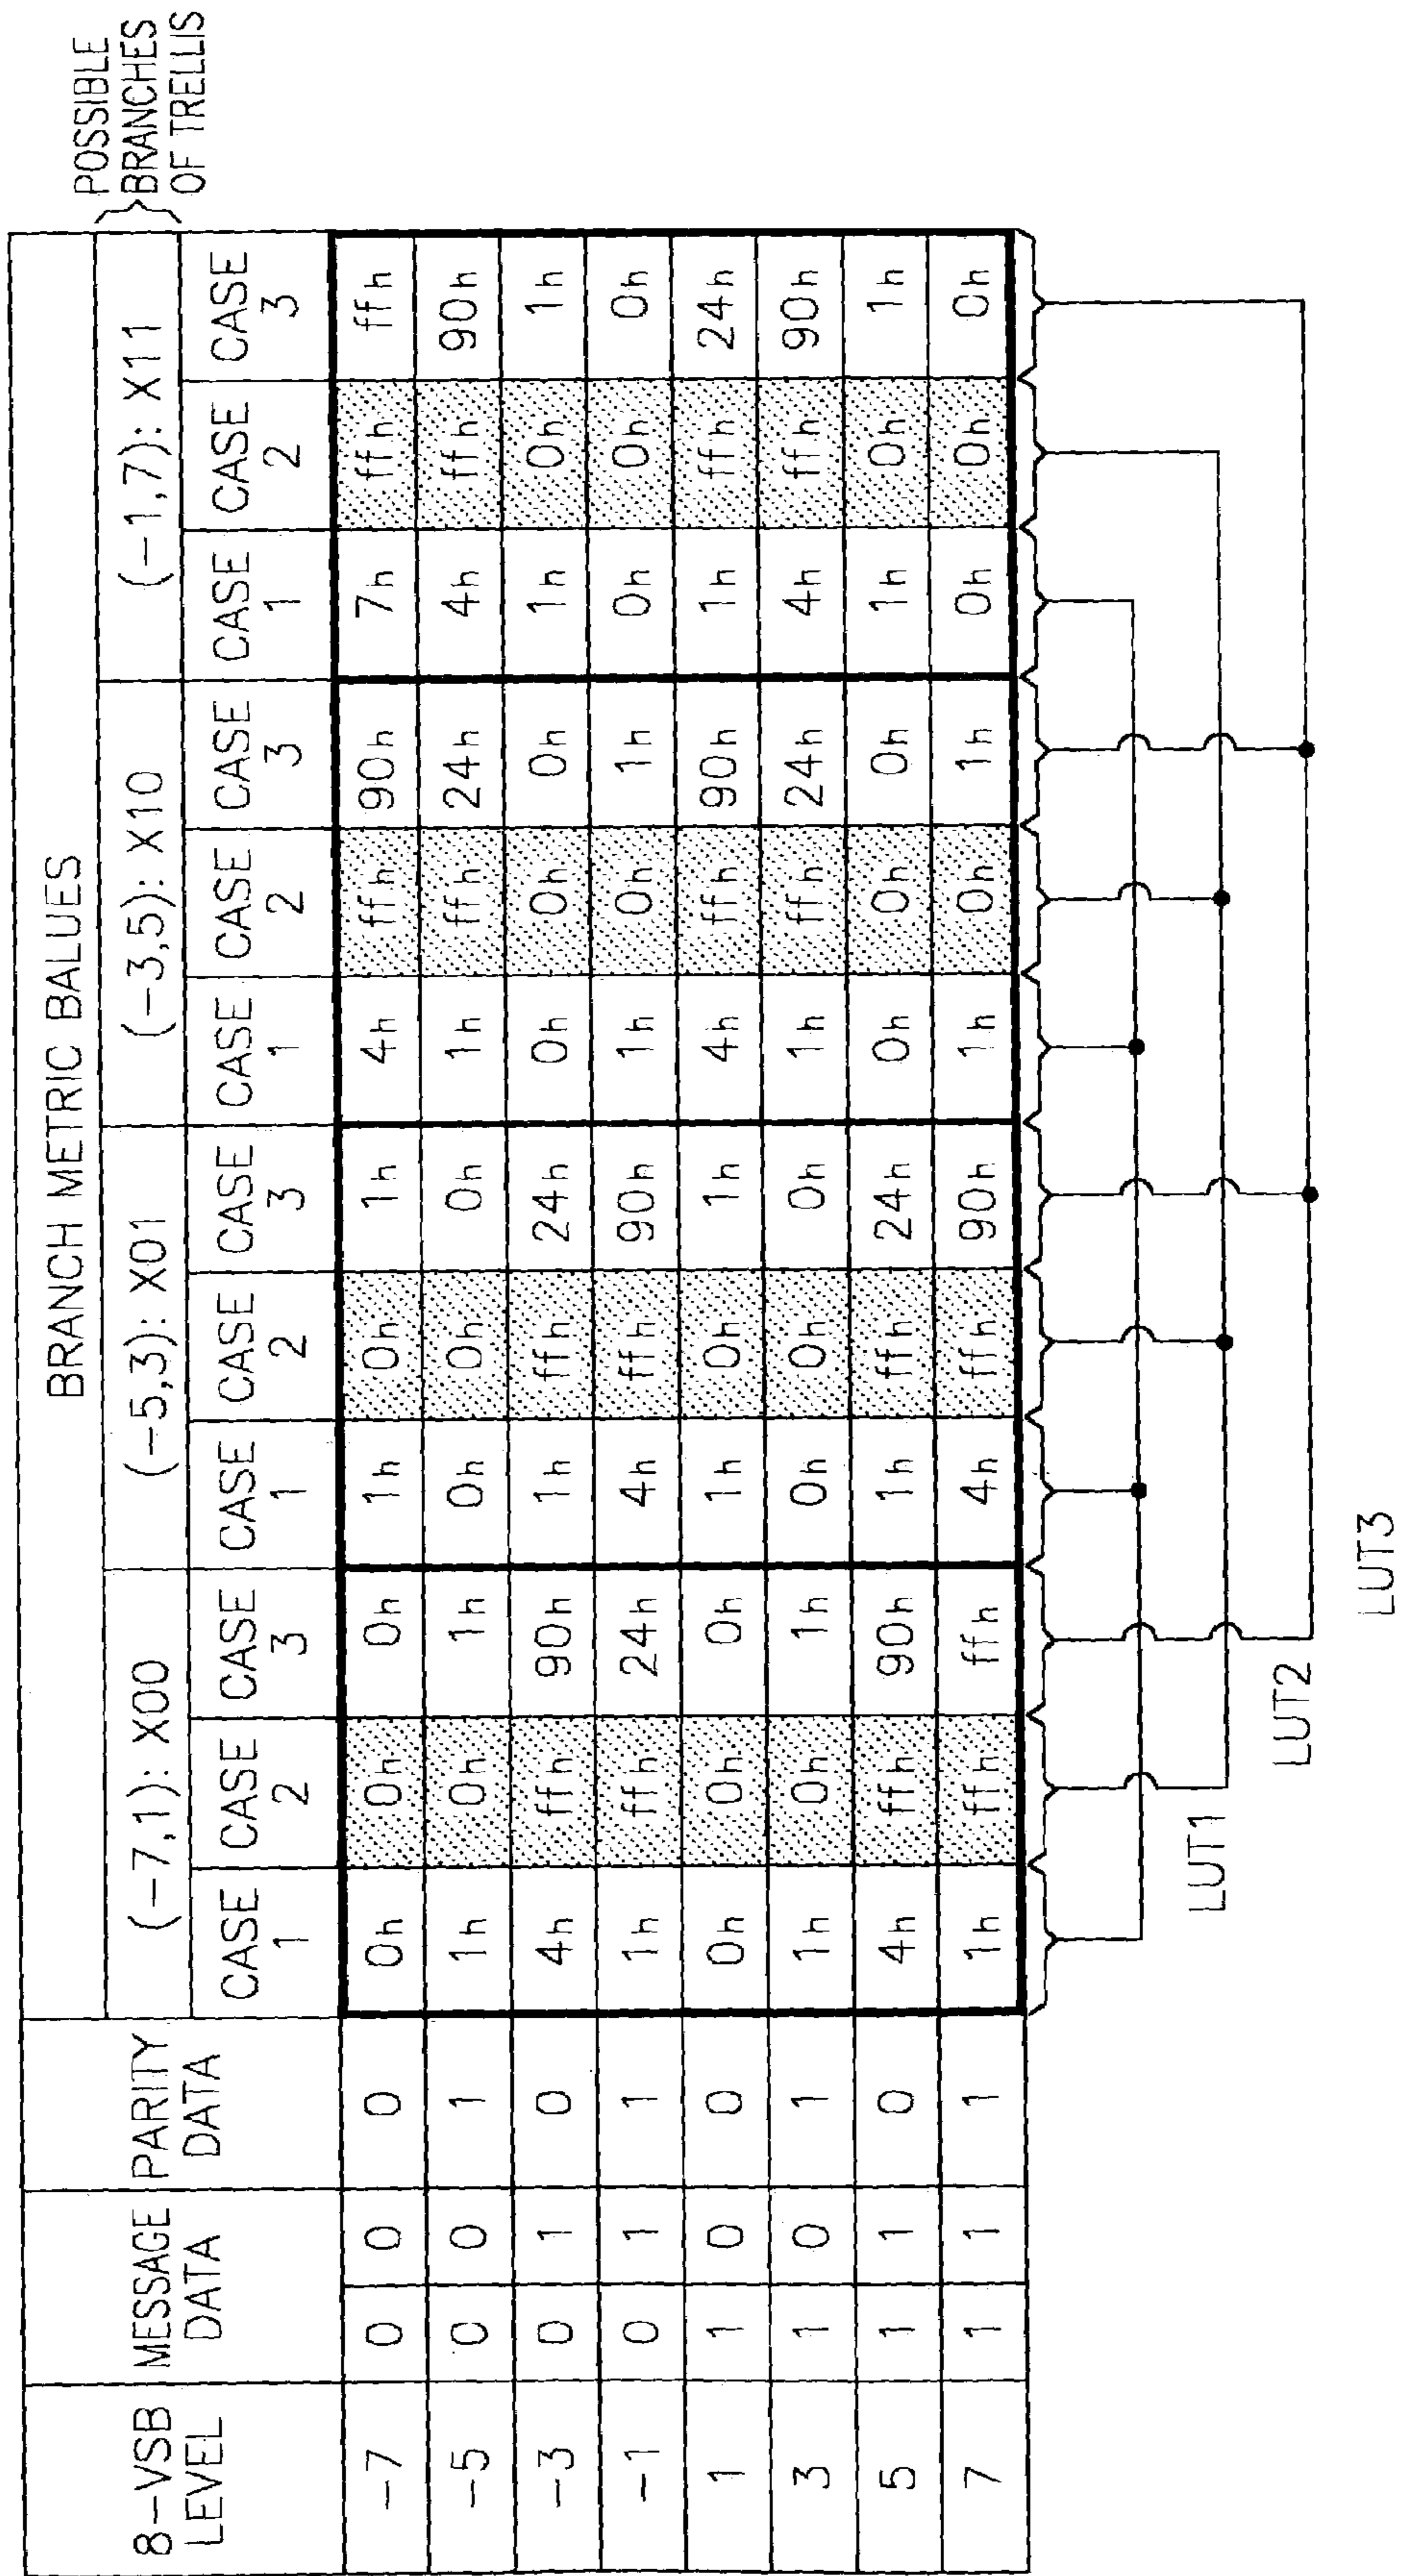 BRANCH METRIC BALUES
8-VSB LEVEL
MESSAGE DATA
PARITY DATA
(-7,1): X00 (-5,3): X01 (-3,5): X10 (-1,7): X11
POSSIBLE
BRANCHES
OF TRELLIS
CASE 1 CASE 2 CASE 3 CASE 1 CASE 2 CASE 3 CASE 1 CASE 2 CASE 3 CASE 1 CASE 2 CASE 3
-7 0 0 0 0h 0h 0h 1h 0h 1h 4h ffh 90h 7h ffh ffh
-5 0 0 1 1h 0h 1h 0h 0h 0h 1h ffh 24h 4h ffh 90h
-3 0 1 0 4h ffh 90h 1h ffh 24h 0h 0h 0h 1h 0h 1h
-1 0 1 1 1h ffh 24h 4h ffh 90h 1h 0h 1h 0h 0h 0h
1 1 0 0 0h 0h 0h 1h 0h 1h 4h ffh 90h 1h ffh 24h
3 1 0 1 1h 0h 1h 0h 0h 0h 1h ffh 24h 4h ffh 90h
5 1 1 0 4h ffh 90h 1h ffh 24h 0h 0h 0h 1h 0h 1h
7 1 1 1 1h ffh ffh 4h ffh 90h 1h 0h 1h 0h 0h 0h
LUT1
LUT2
LUT3